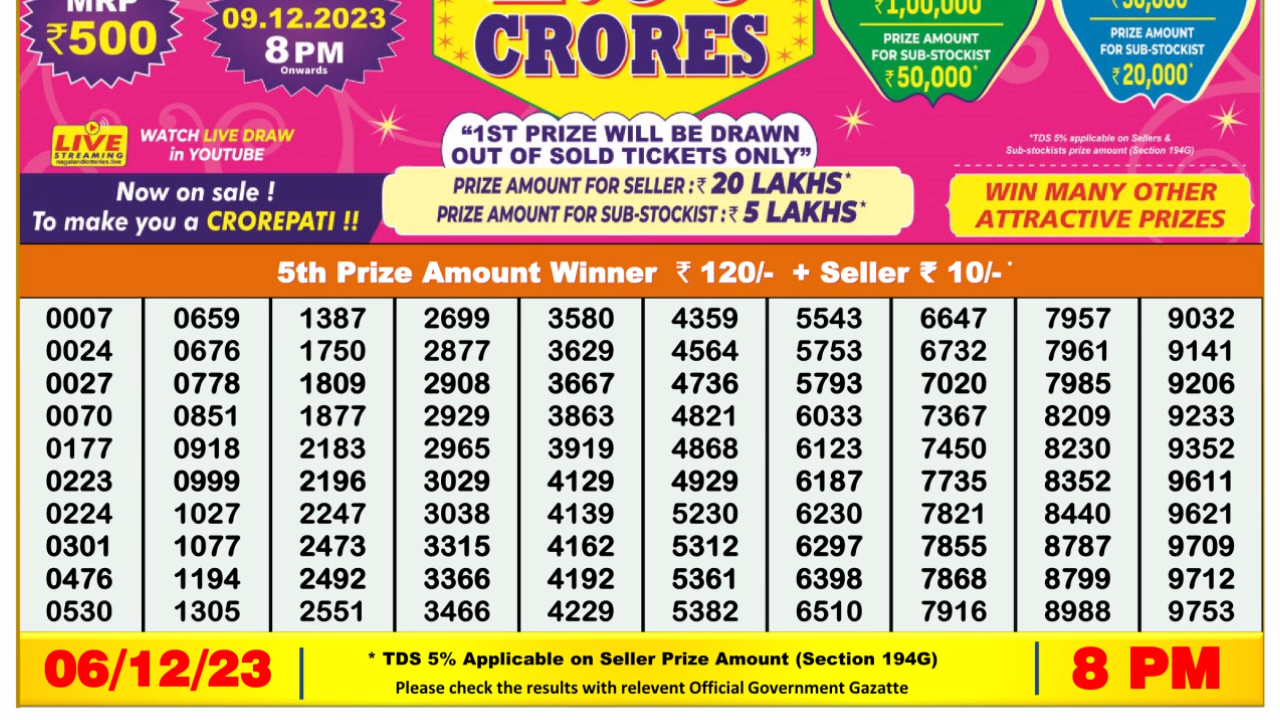 MRP
₹500
09.12.2023
8 PM
Onwards
CRORES
₹1,00,000
PRIZE AMOUNT
FOR SUB-STOCKIST
₹50,000*
PRIZE AMOUNT
FOR SUB-STOCKIST
₹20,000*
LIVE
STREAMING
nagalandlotteries.live
WATCH LIVE DRAW
in YOUTUBE
“1ST PRIZE WILL BE DRAWN
OUT OF SOLD TICKETS ONLY”
*TDS 5% applicable on Sellers &
Sub-stockists prize amount (Section 194G)
Now on sale !
To make you a CROREPATI !!
PRIZE AMOUNT FOR SELLER :₹ 20 LAKHS*
PRIZE AMOUNT FOR SUB-STOCKIST :₹ 5 LAKHS*
WIN MANY OTHER
ATTRACTIVE PRIZES
5th Prize Amount Winner ₹ 120/- + Seller ₹ 10/-*
0007 0659 1387 2699 3580 4359 5543 6647 7957 9032
0024 0676 1750 2877 3629 4564 5753 6732 7961 9141
0027 0778 1809 2908 3667 4736 5793 7020 7985 9206
0070 0851 1877 2929 3863 4821 6033 7367 8209 9233
0177 0918 2183 2965 3919 4868 6123 7450 8230 9352
0223 0999 2196 3029 4129 4929 6187 7735 8352 9611
0224 1027 2247 3038 4139 5230 6230 7821 8440 9621
0301 1077 2473 3315 4162 5312 6297 7855 8787 9709
0476 1194 2492 3366 4192 5361 6398 7868 8799 9712
0530 1305 2551 3466 4229 5382 6510 7916 8988 9753
06/12/23
* TDS 5% Applicable on Seller Prize Amount (Section 194G)
Please check the results with relevent Official Government Gazatte
8 PM